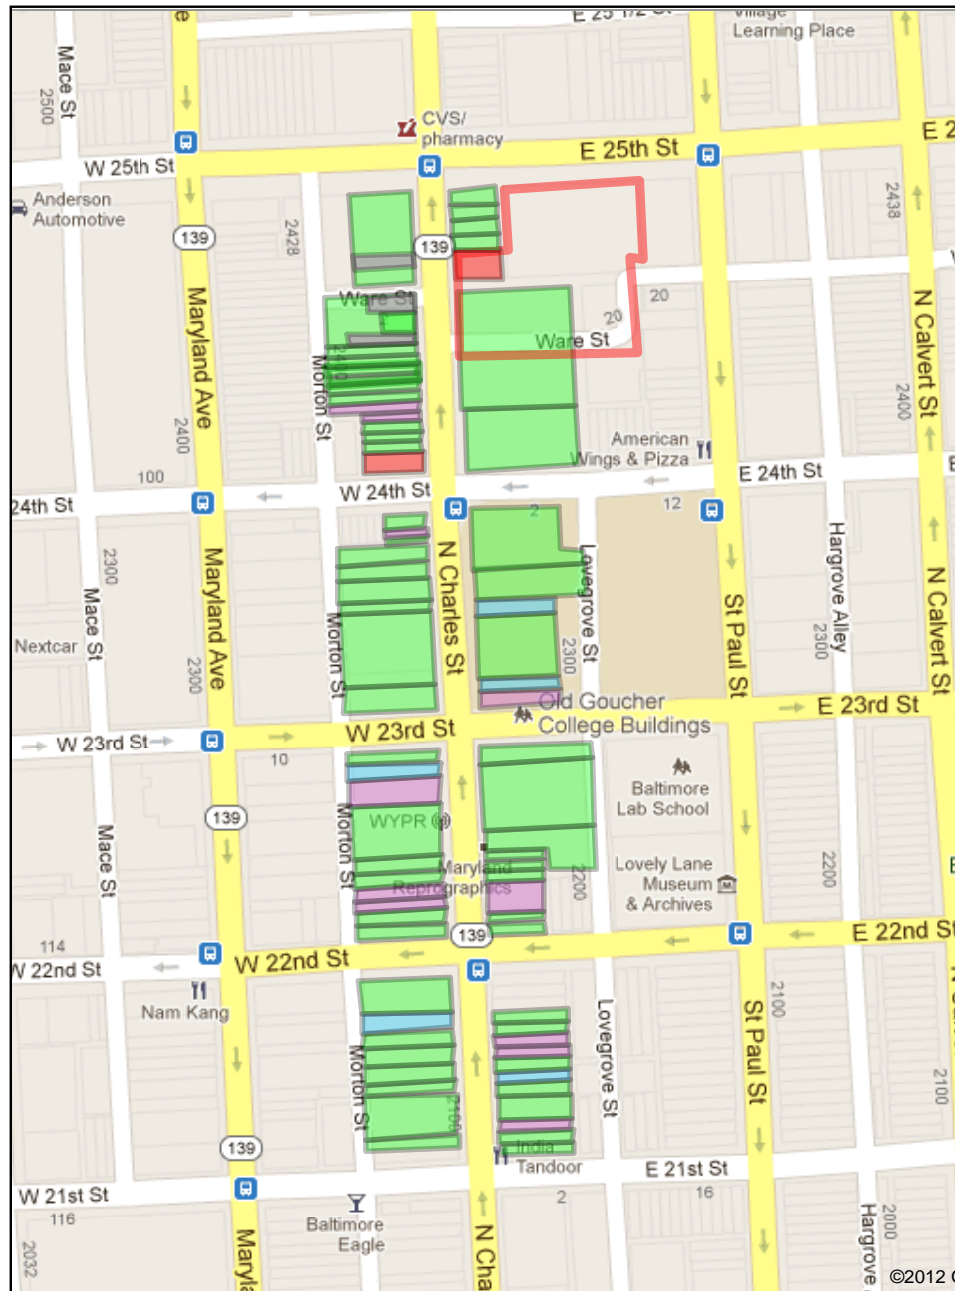 e
E 25 1/2 S
Village
Learning Place
Mace St
2500
CVS/
pharmacy
E 25th St
E 2
W 25th St
Anderson
Automotive
139
2428
139
2438
Ware St
20
20
Ware St
Maryland Ave
2400
Morton St
N Calvert St
2400
2400
American
Wings & Pizza
E 24th St
E
100
W 24th St
24th St
12
2
Maryland Ave
N Charles St
Lovegrove St
Hargrove Alley
N Calvert St
2300
Mace St
Morton St
St Paul St
2300
2300
Nextcar
2300
Old Goucher
College Buildings
E 23rd St
W 23rd St
W 23rd St
10
Baltimore
Lab School
139
WYPR
Mace St
Morton St
Maryland
Reprographics
2200
Lovely Lane
Museum
& Archives
2200
E
139
E 22nd St
114
W 22nd St
W 22nd St
Nam Kang
2100
Lovegrove St
St Paul St
Morton St
2100
2100
139
India
Tandoor
E 21st St
W 21st St
116
2
16
Baltimore
Eagle
2032
Maryla
N Cha
2000
Hargrove
©2012 G